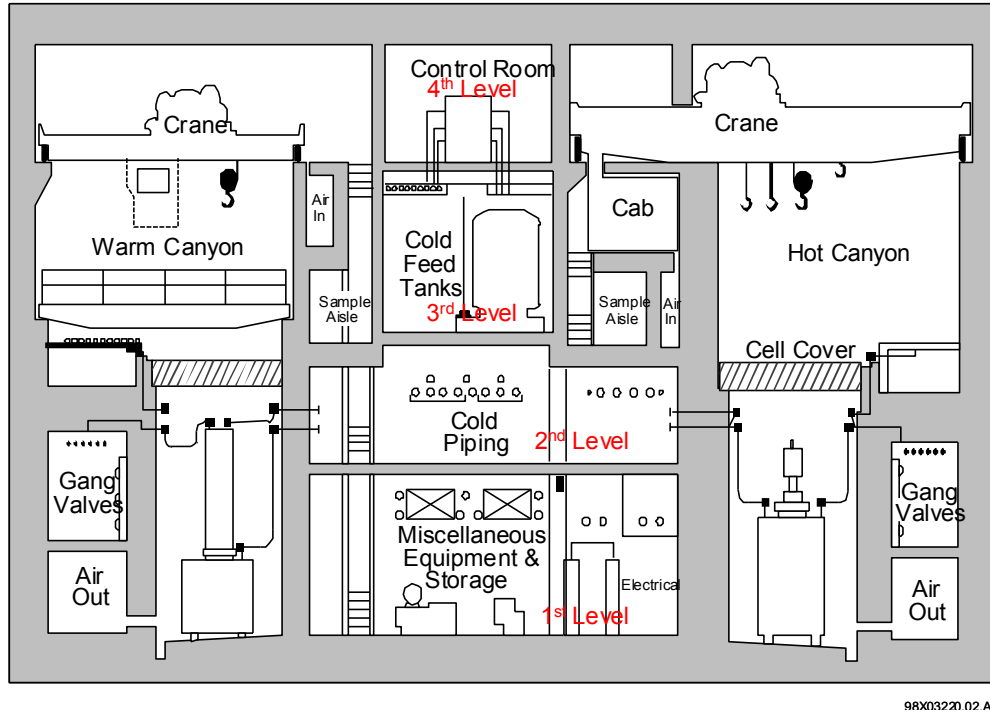 Control Room
4th Level
Crane
Crane
Air
In
Cab
Warm Canyon
Cold
Feed
Tanks
3rd Level
Hot Canyon
Sample
Aisle
Sample
Aisle
Air
In
Cell Cover
Cold
Piping
2nd Level
Gang
Valves
Gang
Valves
Miscellaneous
Equipment &
Storage
Electrical
1st Level
Air
Out
Air
Out
98X03220.02.A